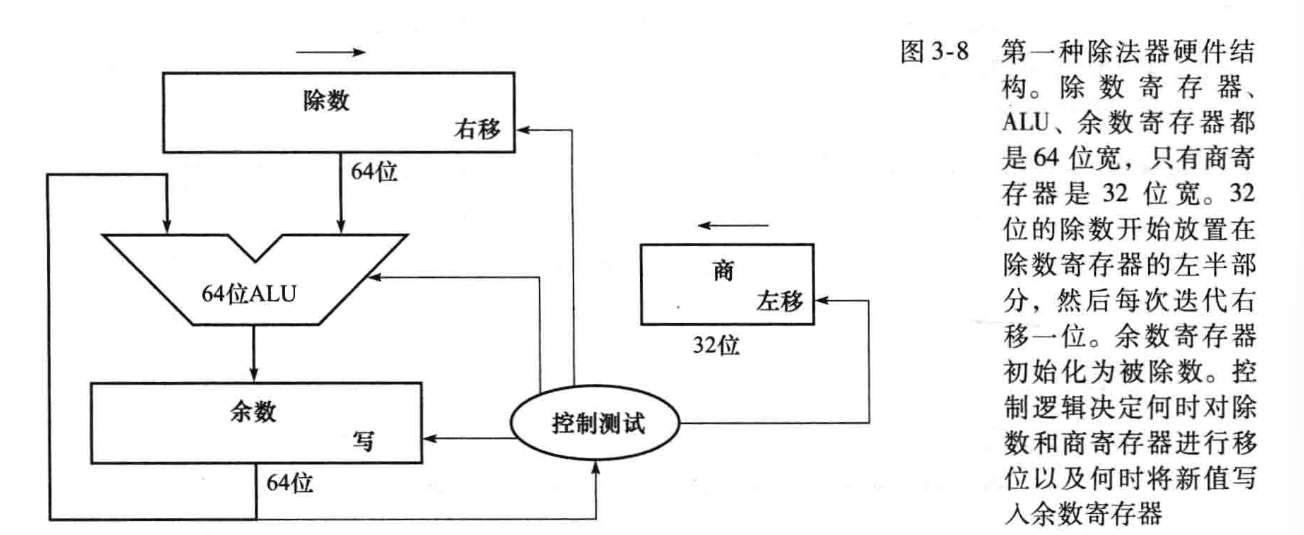 除数
右移
64位
64位ALU
商
左移
32位
余数
写
64位
控制测试
图3-8 第一种除法器硬件结
构。除数寄存器、
ALU、余数寄存器都
是64位宽，只有商寄
存器是32位宽。32
位的除数开始放置在
除数寄存器的左半部
分，然后每次迭代右
移一位。余数寄存器
初始化为被除数。控
制逻辑决定何时对除
数和商寄存器进行移
位以及何时将新值写
入余数寄存器